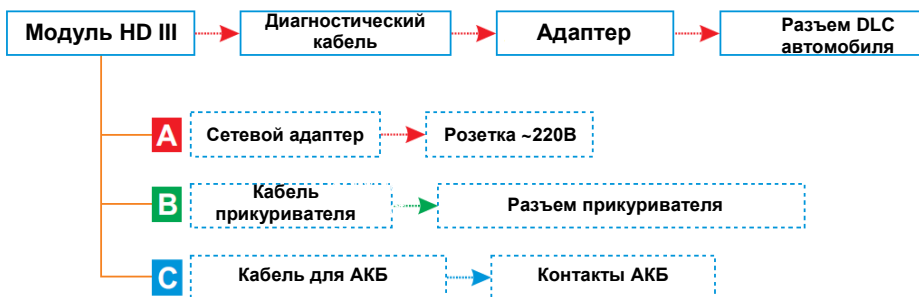 Модуль HD III
Диагностический
кабель
Адаптер
Разъем DLC
автомобиля
A
Сетевой адаптер
Розетка ~220В
B
Кабель
прикуривателя
Разъем прикуривателя
C
Кабель для АКБ
Контакты АКБ